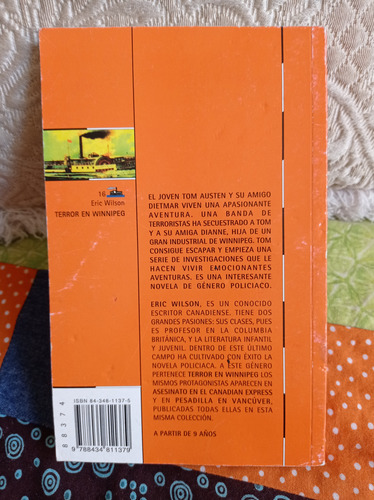 16
Eric Wilson
TERROR EN WINNIPEG
EL JOVEN TOM AUSTEN Y SU AMIGO
DIETMAR VIVEN UNA APASIONANTE
AVENTURA. UNA BANDA DE
TERRORISTAS HA SECUESTRADO A TOM
Y A SU AMIGA DIANNE, HIJA DE UN
GRAN INDUSTRIAL DE WINNIPEG. TOM
CONSIGUE ESCAPAR Y EMPIEZA UNA
SERIE DE INVESTIGACIONES QUE LE
HACEN VIVIR EMOCIONANTES
AVENTURAS. ES UNA INTERESANTE
NOVELA DE GÉNERO POLICIACO.
ERIC WILSON, ES UN CONOCIDO
ESCRITOR CANADIENSE. TIENE DOS
GRANDES PASIONES: SUS CLASES, PUES
ES PROFESOR EN LA COLUMBIA
BRITÁNICA, Y LA LITERATURA INFANTIL
Y JUVENIL. DENTRO DE ESTE ÚLTIMO
CAMPO HA CULTIVADO CON ÉXITO LA
NOVELA POLICIACA. A ESTE GÉNERO
PERTENECE TERROR EN WINNIPEG LOS
MISMOS PROTAGONISTAS APARECEN EN
ASESINATO EN EL CANADIAN EXPRESS
Y EN PESADILLA EN VANCÚVER,
PUBLICADAS TODAS ELLAS EN ESTA
MISMA COLECCIÓN.
A PARTIR DE 9 AÑOS
ISBN 84-348-1137-5
9 788434 811379
88374